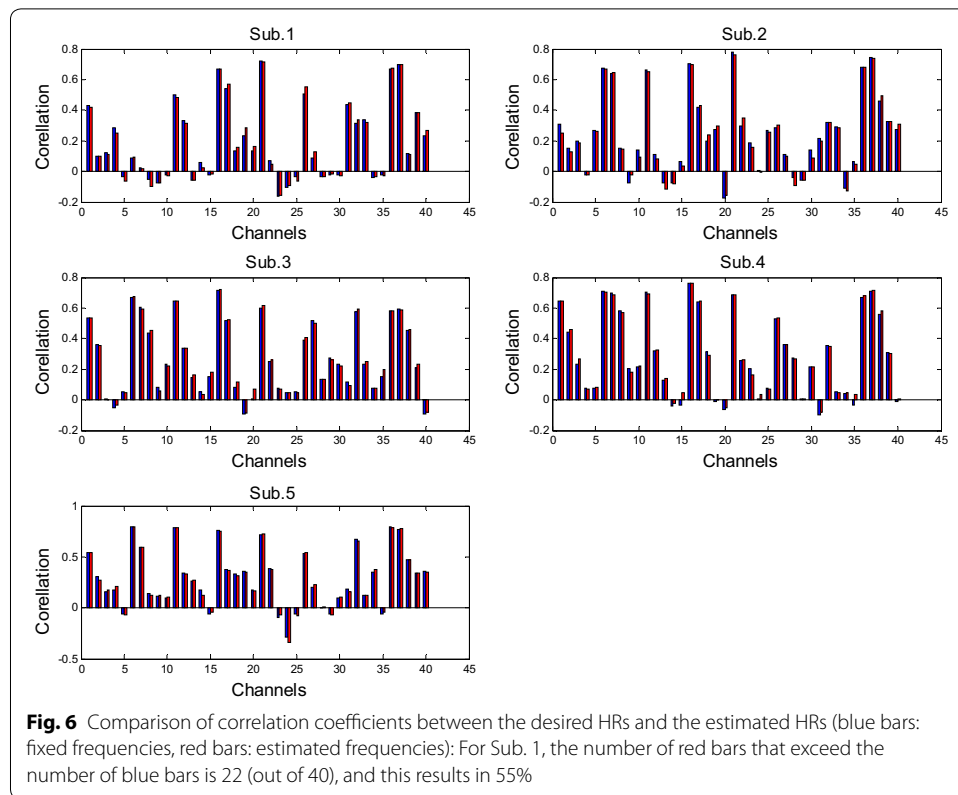 Sub.1
0.8
0.6
0.4
0.2
0
-0.2
0 5 10 15 20 25 30 35 40 45
Corellation
Channels
Sub.2
0.8
0.6
0.4
0.2
0
-0.2
0 5 10 15 20 25 30 35 40 45
Corellation
Channels
Sub.3
0.8
0.6
0.4
0.2
0
-0.2
0 5 10 15 20 25 30 35 40 45
Corellation
Channels
Sub.4
0.8
0.6
0.4
0.2
0
-0.2
0 5 10 15 20 25 30 35 40 45
Corellation
Channels
Sub.5
1
0.5
0
-0.5
0 5 10 15 20 25 30 35 40 45
Corellation
Channels
Fig. 6 Comparison of correlation coefficients between the desired HRs and the estimated HRs (blue bars:
fixed frequencies, red bars: estimated frequencies): For Sub. 1, the number of red bars that exceed the
number of blue bars is 22 (out of 40), and this results in 55%